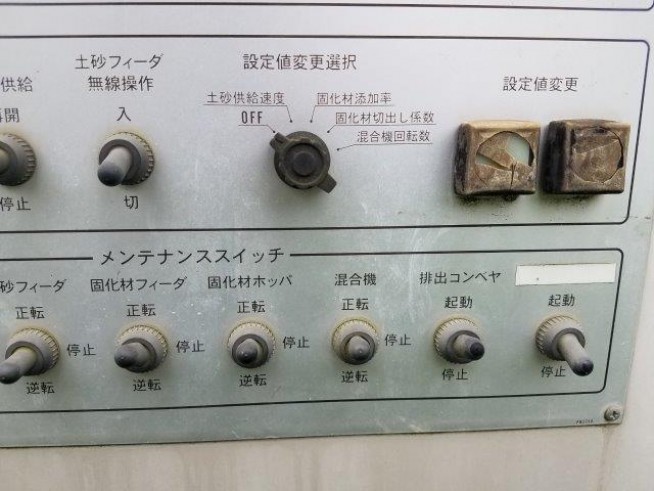 供給
再開
停止
土砂フィーダ
無線操作
入
切
設定値変更選択
土砂供給速度
OFF
固化材添加率
固化材切出し係数
混合機回転数
設定値変更
メンテナンススイッチ
砂フィーダ
正転
停止
逆転
固化材フィーダ
正転
停止
逆転
固化材ホッパ
正転
停止
逆転
混合機
正転
停止
逆転
排出コンベヤ
起動
停止
起動
停止